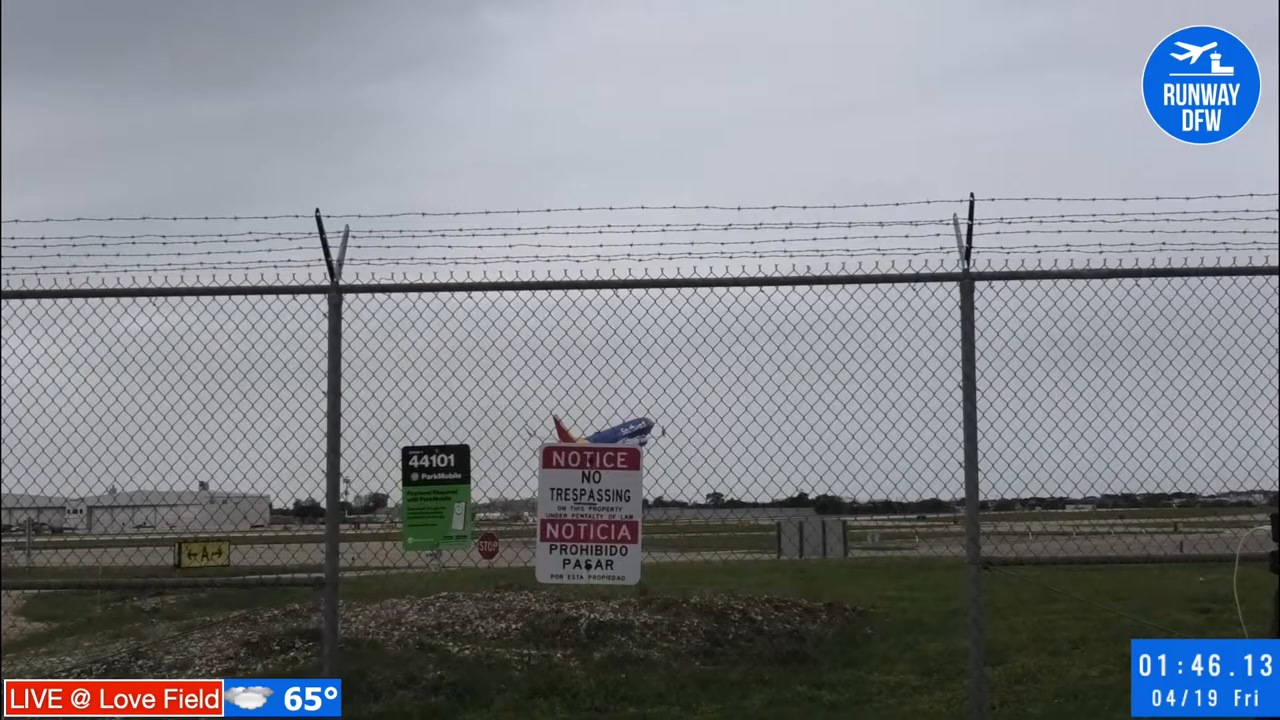 RUNWAY
DFW
Southwest
44101
ParkMobile
NOTICE
NO
TRESPASSING
ON THIS PROPERTY
UNDER PENALTY OF LAW
NOTICIA
PROHIBIDO
PASAR
POR ESTA PROPIEDAD
STOP
A
LIVE @ Love Field
65°
01:46.13
04/19 Fri